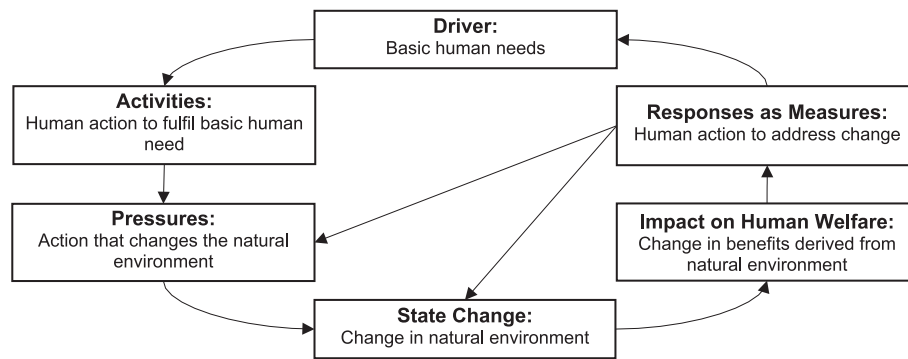 Driver:
Basic human needs
Activities:
Human action to fulfil basic human
need
Responses as Measures:
Human action to address change
Pressures:
Action that changes the natural
environment
Impact on Human Welfare:
Change in benefits derived from
natural environment
State Change:
Change in natural environment